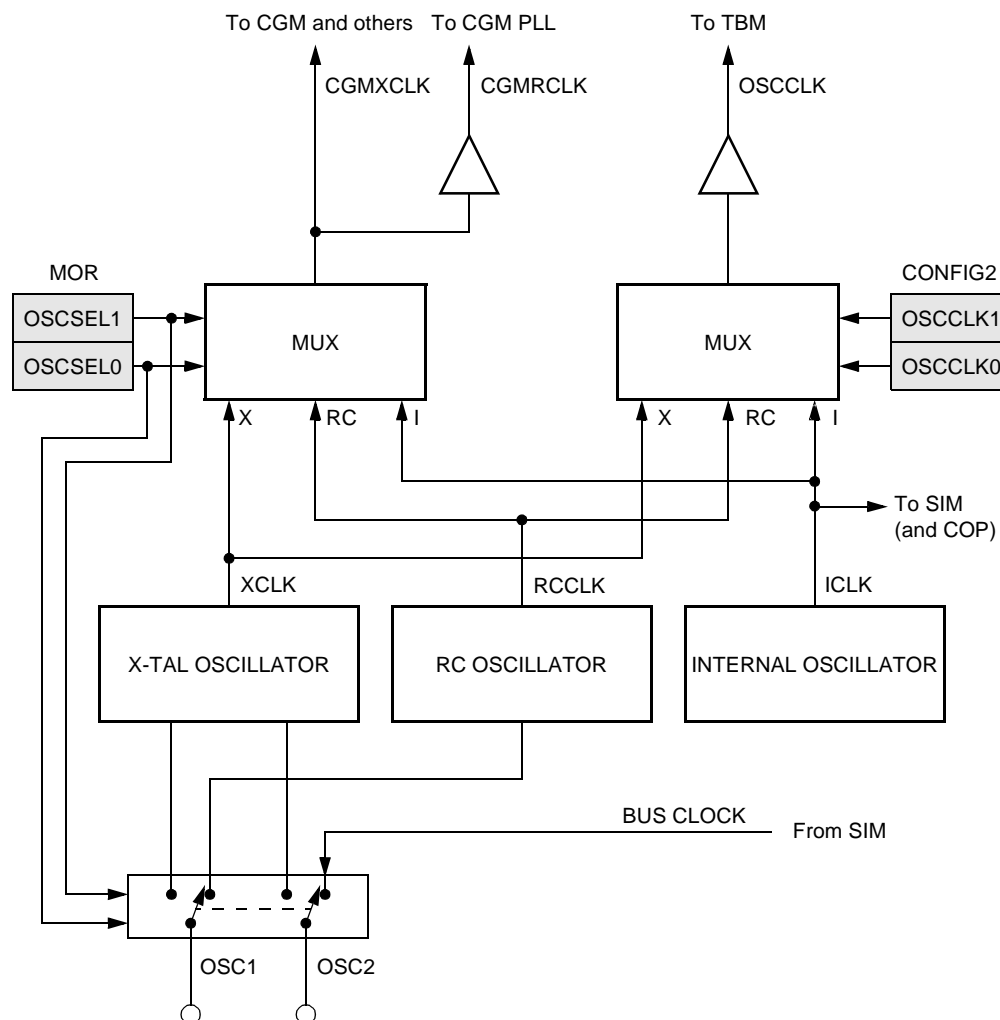 To CGM and others
To CGM PLL
To TBM
CGMXCLK
CGMRCLK
OSCCLK
MOR
CONFIG2
OSCSEL1
OSCSEL0
MUX
MUX
OSCCLK1
OSCCLK0
X
RC
I
X
RC
I
To SIM
(and COP)
XCLK
RCCLK
ICLK
X-TAL OSCILLATOR
RC OSCILLATOR
INTERNAL OSCILLATOR
BUS CLOCK
From SIM
OSC1
OSC2